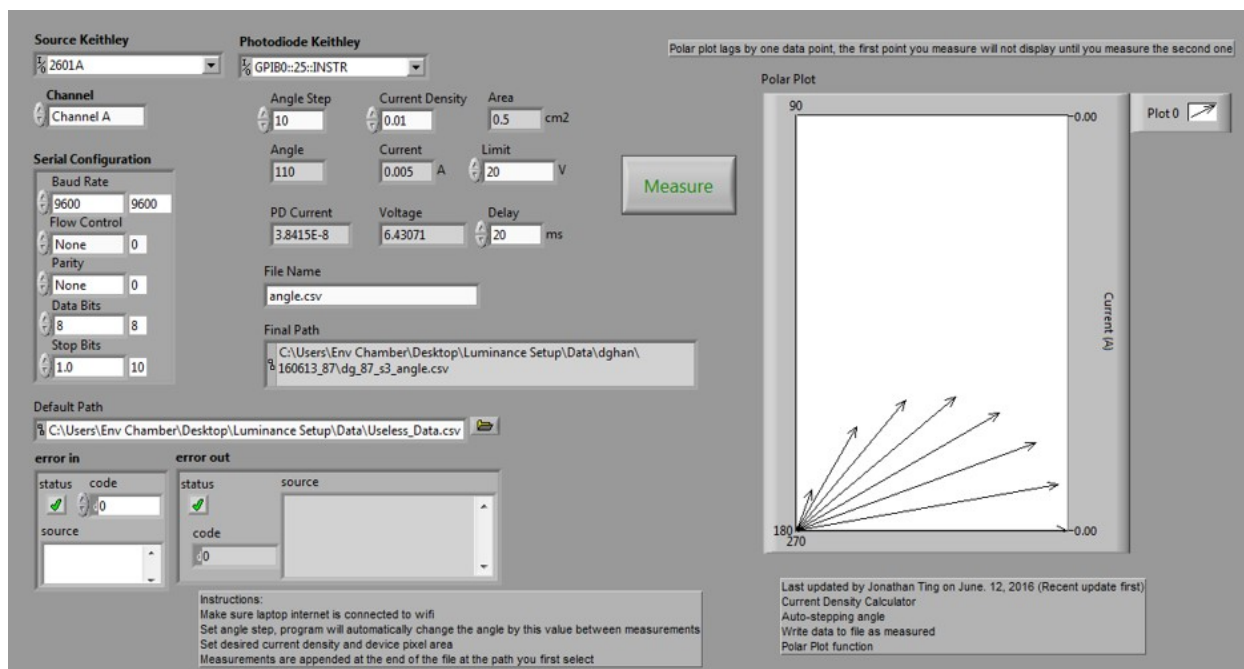 Source Keithley
2601A
Photodiode Keithley
GPIB0::25::INSTR
Channel
Channel A
Angle Step
10
Current Density
0.01
Area
0.5 cm2
Angle
110
Current
0.005 A
Limit
20 V
PD Current
3.8415E-8
Voltage
6.43071
Delay
20 ms
Measure
Serial Configuration
Baud Rate
9600 9600
Flow Control
None 0
Parity
None 0
Data Bits
8 8
Stop Bits
1.0 10
File Name
angle.csv
Final Path
C:\Users\Env Chamber\Desktop\Luminance Setup\Data\dghan\
160613_87\dg_87_s3_angle.csv
Default Path
C:\Users\Env Chamber\Desktop\Luminance Setup\Data\Useless_Data.csv
error in
status code
0
source
error out
status source
code
0
Instructions:
Make sure laptop internet is connected to wifi
Set angle step, program will automatically change the angle by this value between measurements
Set desired current density and device pixel area
Measurements are appended at the end of the file at the path you first select
Polar plot lags by one data point, the first point you measure will not display until you measure the second one
Polar Plot
Plot 0
90
0.00
Current (A)
180
270
0.00
Last updated by Jonathan Ting on June. 12, 2016 (Recent update first)
Current Density Calculator
Auto-stepping angle
Write data to file as measured
Polar Plot function